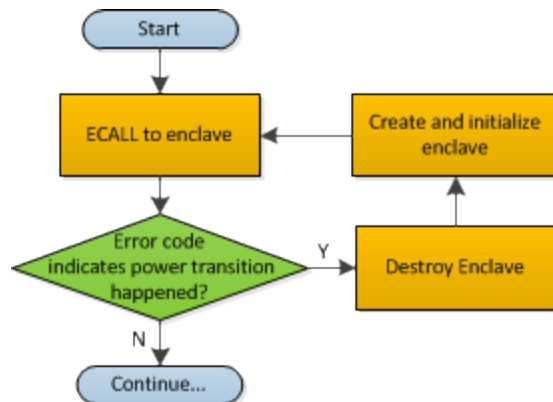 Start
ECALL to enclave
Create and initialize
enclave
Error code
indicates power transition
happened?
Y
Destroy Enclave
N
Continue...